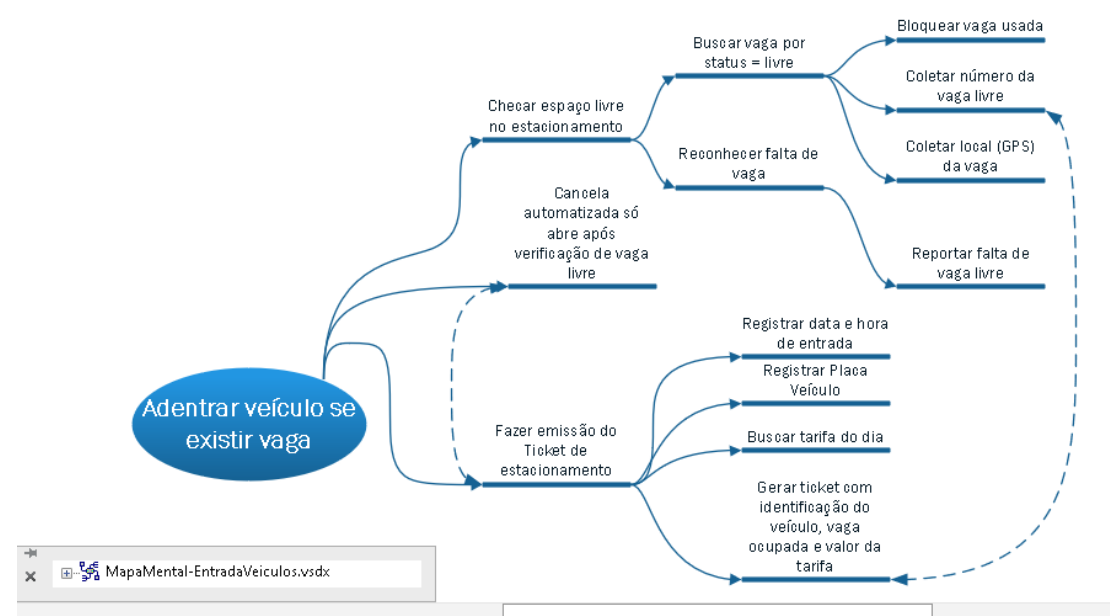 Bloquear vaga usada
Buscar vaga por
status = livre
Coletar número da
vaga livre
Checar espaço livre
no estacionamento
Coletar local (GPS)
da vaga
Reconhecer falta de
vaga
Cancela
automatizada só
abre após
verificação de vaga
livre
Reportar falta de
vaga livre
Registrar data e hora
de entrada
Registrar Placa
Veículo
Adentrar veículo se
existir vaga
Fazer emissão do
Ticket de
estacionamento
Buscar tarifa do dia
Gerar ticket com
identificação do
veículo, vaga
ocupada e valor da
tarifa
MapaMental-EntradaVeiculos.vsdx